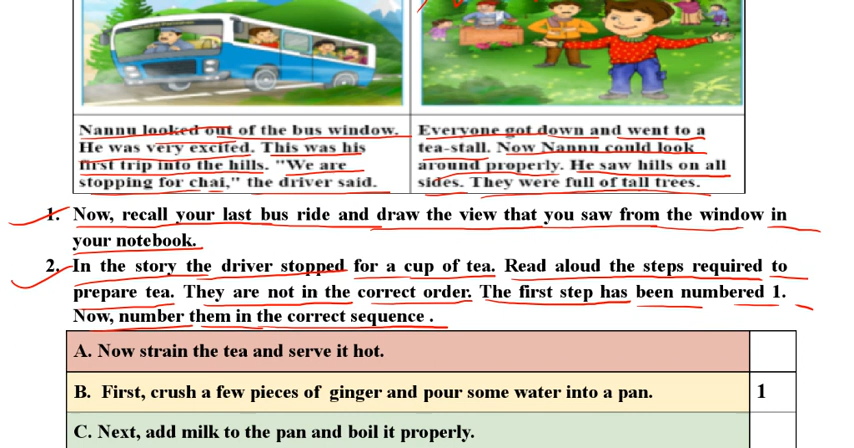 Nannu looked out of the bus window.
He was very excited. This was his
first trip into the hills. "We are
stopping for chai," the driver said.
Everyone got down and went to a
tea-stall. Now Nannu could look
around properly. He saw hills on all
sides. They were full of tall trees.
1. Now, recall your last bus ride and draw the view that you saw from the window in
your notebook.
2. In the story the driver stopped for a cup of tea. Read aloud the steps required to
prepare tea. They are not in the correct order. The first step has been numbered 1.
Now, number them in the correct sequence .
A. Now strain the tea and serve it hot.
B. First, crush a few pieces of ginger and pour some water into a pan. 1
C. Next, add milk to the pan and boil it properly.